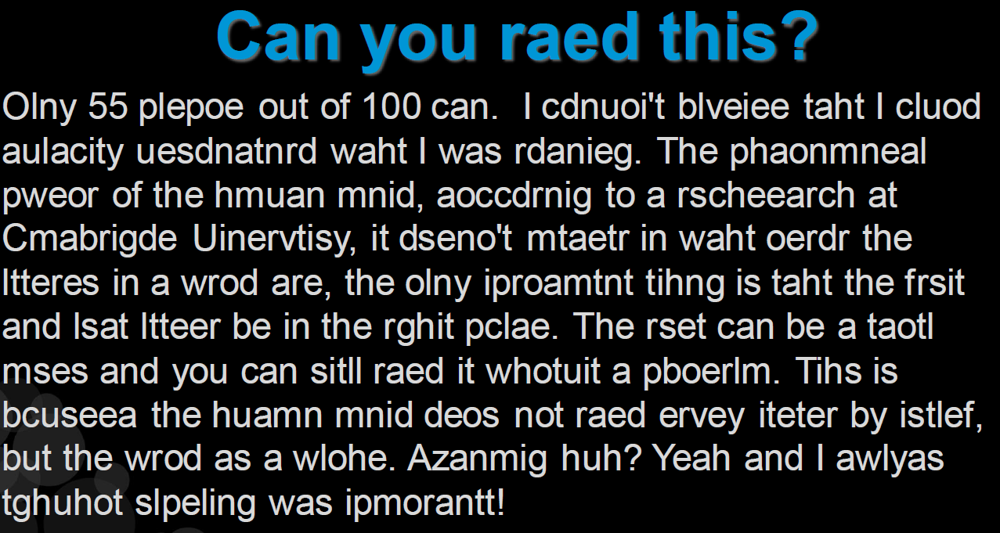 Can you raed this?
Olny 55 plepoe out of 100 can.  I cdnuoi't blveiee taht I cluod
aulacity uesdnatnrd waht I was rdanieg. The phaonmneal
pweor of the hmuan mnid, aoccdrnig to a rscheearch at
Cmabrigde Uinervtisy, it dseno't mtaetr in waht oerdr the
ltteres in a wrod are, the olny iproamtnt tihng is taht the frsit
and lsat ltteer be in the rghit pclae. The rset can be a taotl
mses and you can sitll raed it whotuit a pboerlm. Tihs is
bcuseea the huamn mnid deos not raed ervey iteter by istlef,
but the wrod as a wlohe. Azanmig huh? Yeah and I awlyas
tghuhot slpeling was ipmorantt!